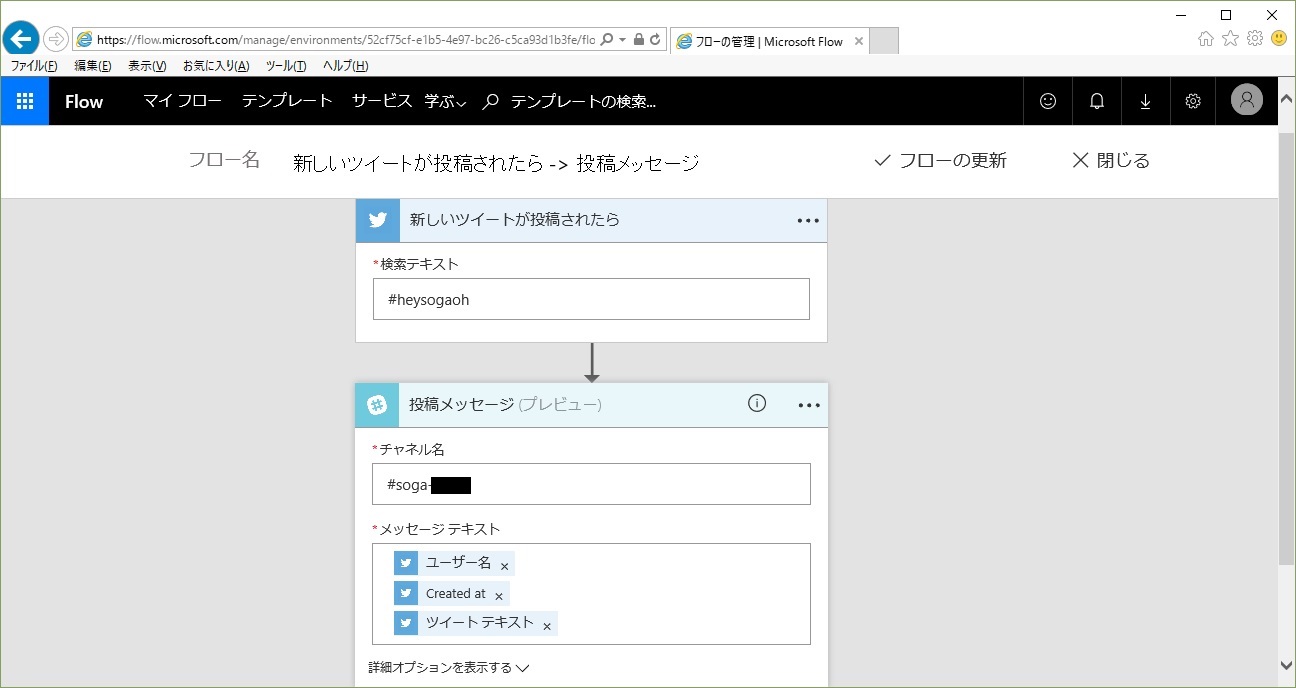 https://flow.microsoft.com/manage/environments/52cf75cf-e1b5-4e97-bc26-c5ca93d1b3fe/flo
フローの管理 | Microsoft Flow
ファイル(F) 編集(E) 表示(V) お気に入り(A) ツール(T) ヘルプ(H)
Flow マイ フロー テンプレート サービス 学ぶ テンプレートの検索...
フロー名 新しいツイートが投稿されたら -> 投稿メッセージ フローの更新 閉じる
新しいツイートが投稿されたら
*検索テキスト
#heysogaoh
投稿メッセージ (プレビュー)
*チャネル名
#soga-
*メッセージ テキスト
ユーザー名
Created at
ツイート テキスト
詳細オプションを表示する